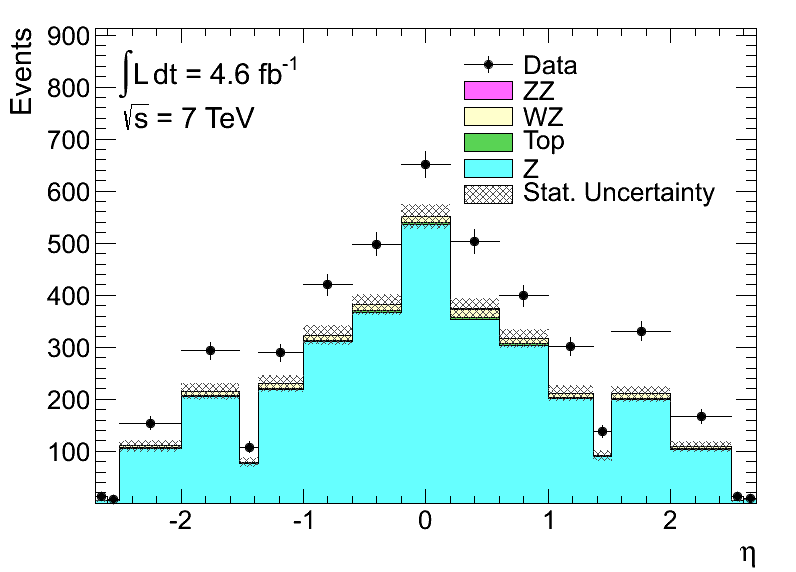 Events
900
800
700
600
500
400
300
200
100
∫L dt = 4.6 fb⁻¹
√s = 7 TeV
Data
ZZ
WZ
Top
Z
Stat. Uncertainty
-2 -1 0 1 2
η